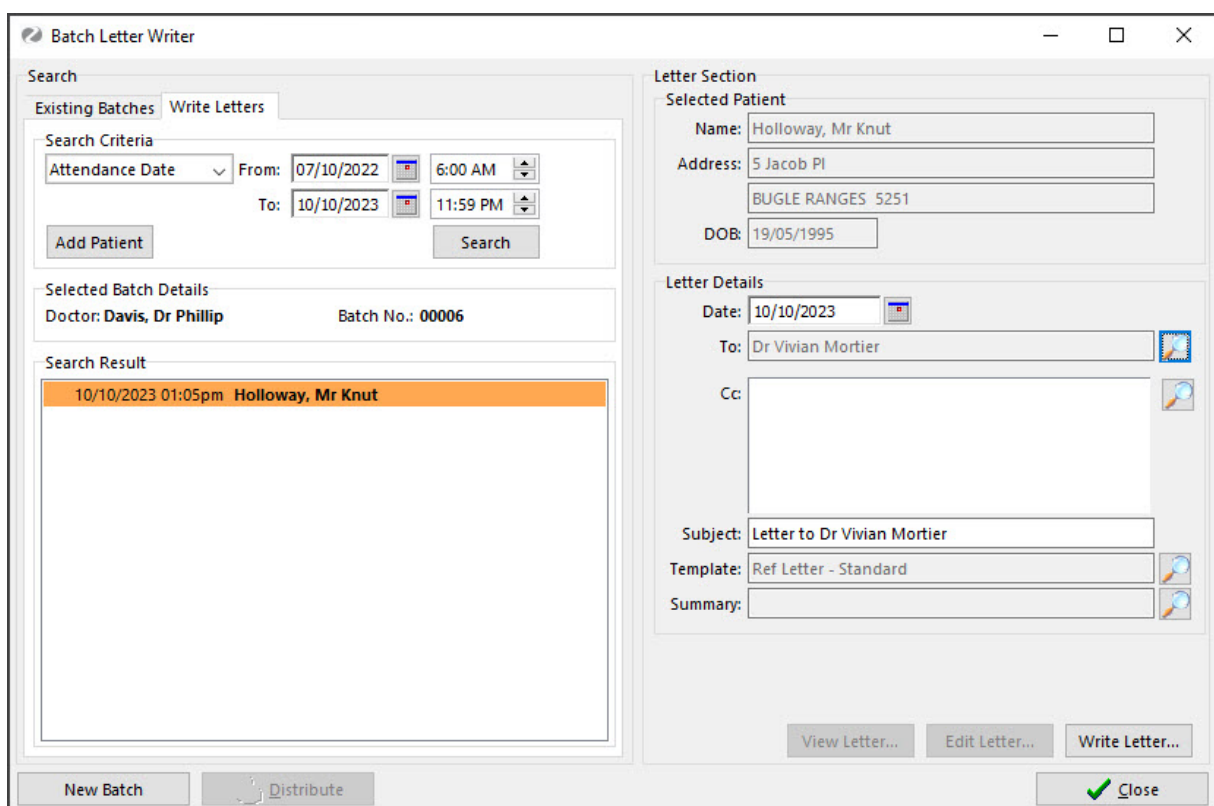 Batch Letter Writer
Search
Existing Batches Write Letters
Search Criteria
Attendance Date From: 07/10/2022 6:00 AM
To: 10/10/2023 11:59 PM
Add Patient Search
Selected Batch Details
Doctor: Davis, Dr Phillip Batch No.: 00006
Search Result
10/10/2023 01:05pm Holloway, Mr Knut
Letter Section
Selected Patient
Name: Holloway, Mr Knut
Address: 5 Jacob Pl
BUGLE RANGES 5251
DOB: 19/05/1995
Letter Details
Date: 10/10/2023
To: Dr Vivian Mortier
Cc:
Subject: Letter to Dr Vivian Mortier
Template: Ref Letter - Standard
Summary:
View Letter... Edit Letter... Write Letter...
New Batch Distribute Close